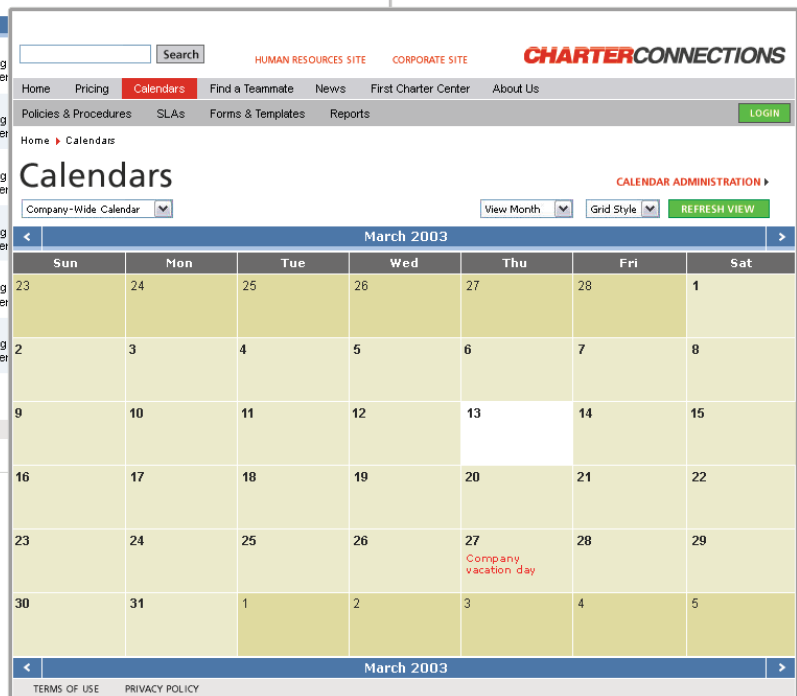 Search
HUMAN RESOURCES SITE CORPORATE SITE
CHARTERCONNECTIONS
Home Pricing Calendars Find a Teammate News First Charter Center About Us
Policies & Procedures SLAs Forms & Templates Reports
LOGIN
Home Calendars
Calendars
CALENDAR ADMINISTRATION
Company-Wide Calendar View Month Grid Style REFRESH VIEW
< March 2003 >
Sun Mon Tue Wed Thu Fri Sat
23 24 25 26 27 28 1
2 3 4 5 6 7 8
9 10 11 12 13 14 15
16 17 18 19 20 21 22
23 24 25 26 27 28 29
Company
vacation day
30 31 1 2 3 4 5
< March 2003 >
TERMS OF USE PRIVACY POLICY